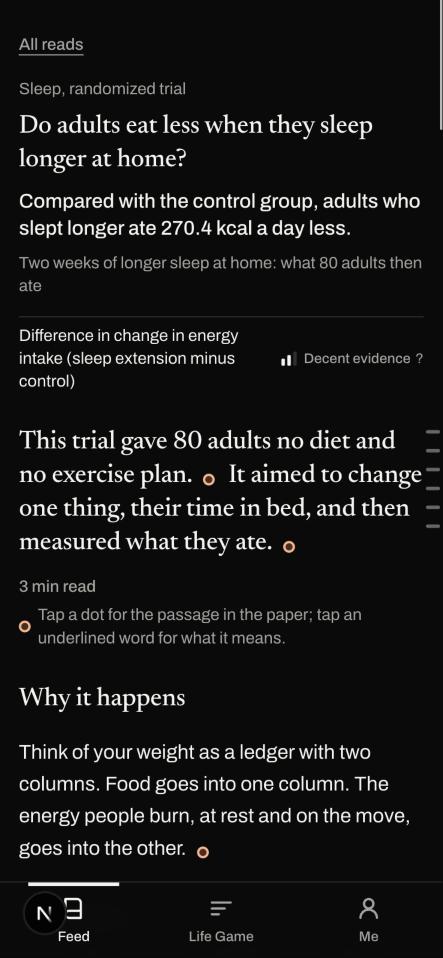 All reads
Sleep, randomized trial
Do adults eat less when they sleep
longer at home?
Compared with the control group, adults who
slept longer ate 270.4 kcal a day less.
Two weeks of longer sleep at home: what 80 adults then
ate
Difference in change in energy
intake (sleep extension minus
control)
Decent evidence ?
This trial gave 80 adults no diet and
no exercise plan. It aimed to change
one thing, their time in bed, and then
measured what they ate.
3 min read
Tap a dot for the passage in the paper; tap an
underlined word for what it means.
Why it happens
Think of your weight as a ledger with two
columns. Food goes into one column. The
energy people burn, at rest and on the move,
goes into the other.
N
Feed
Life Game
Me